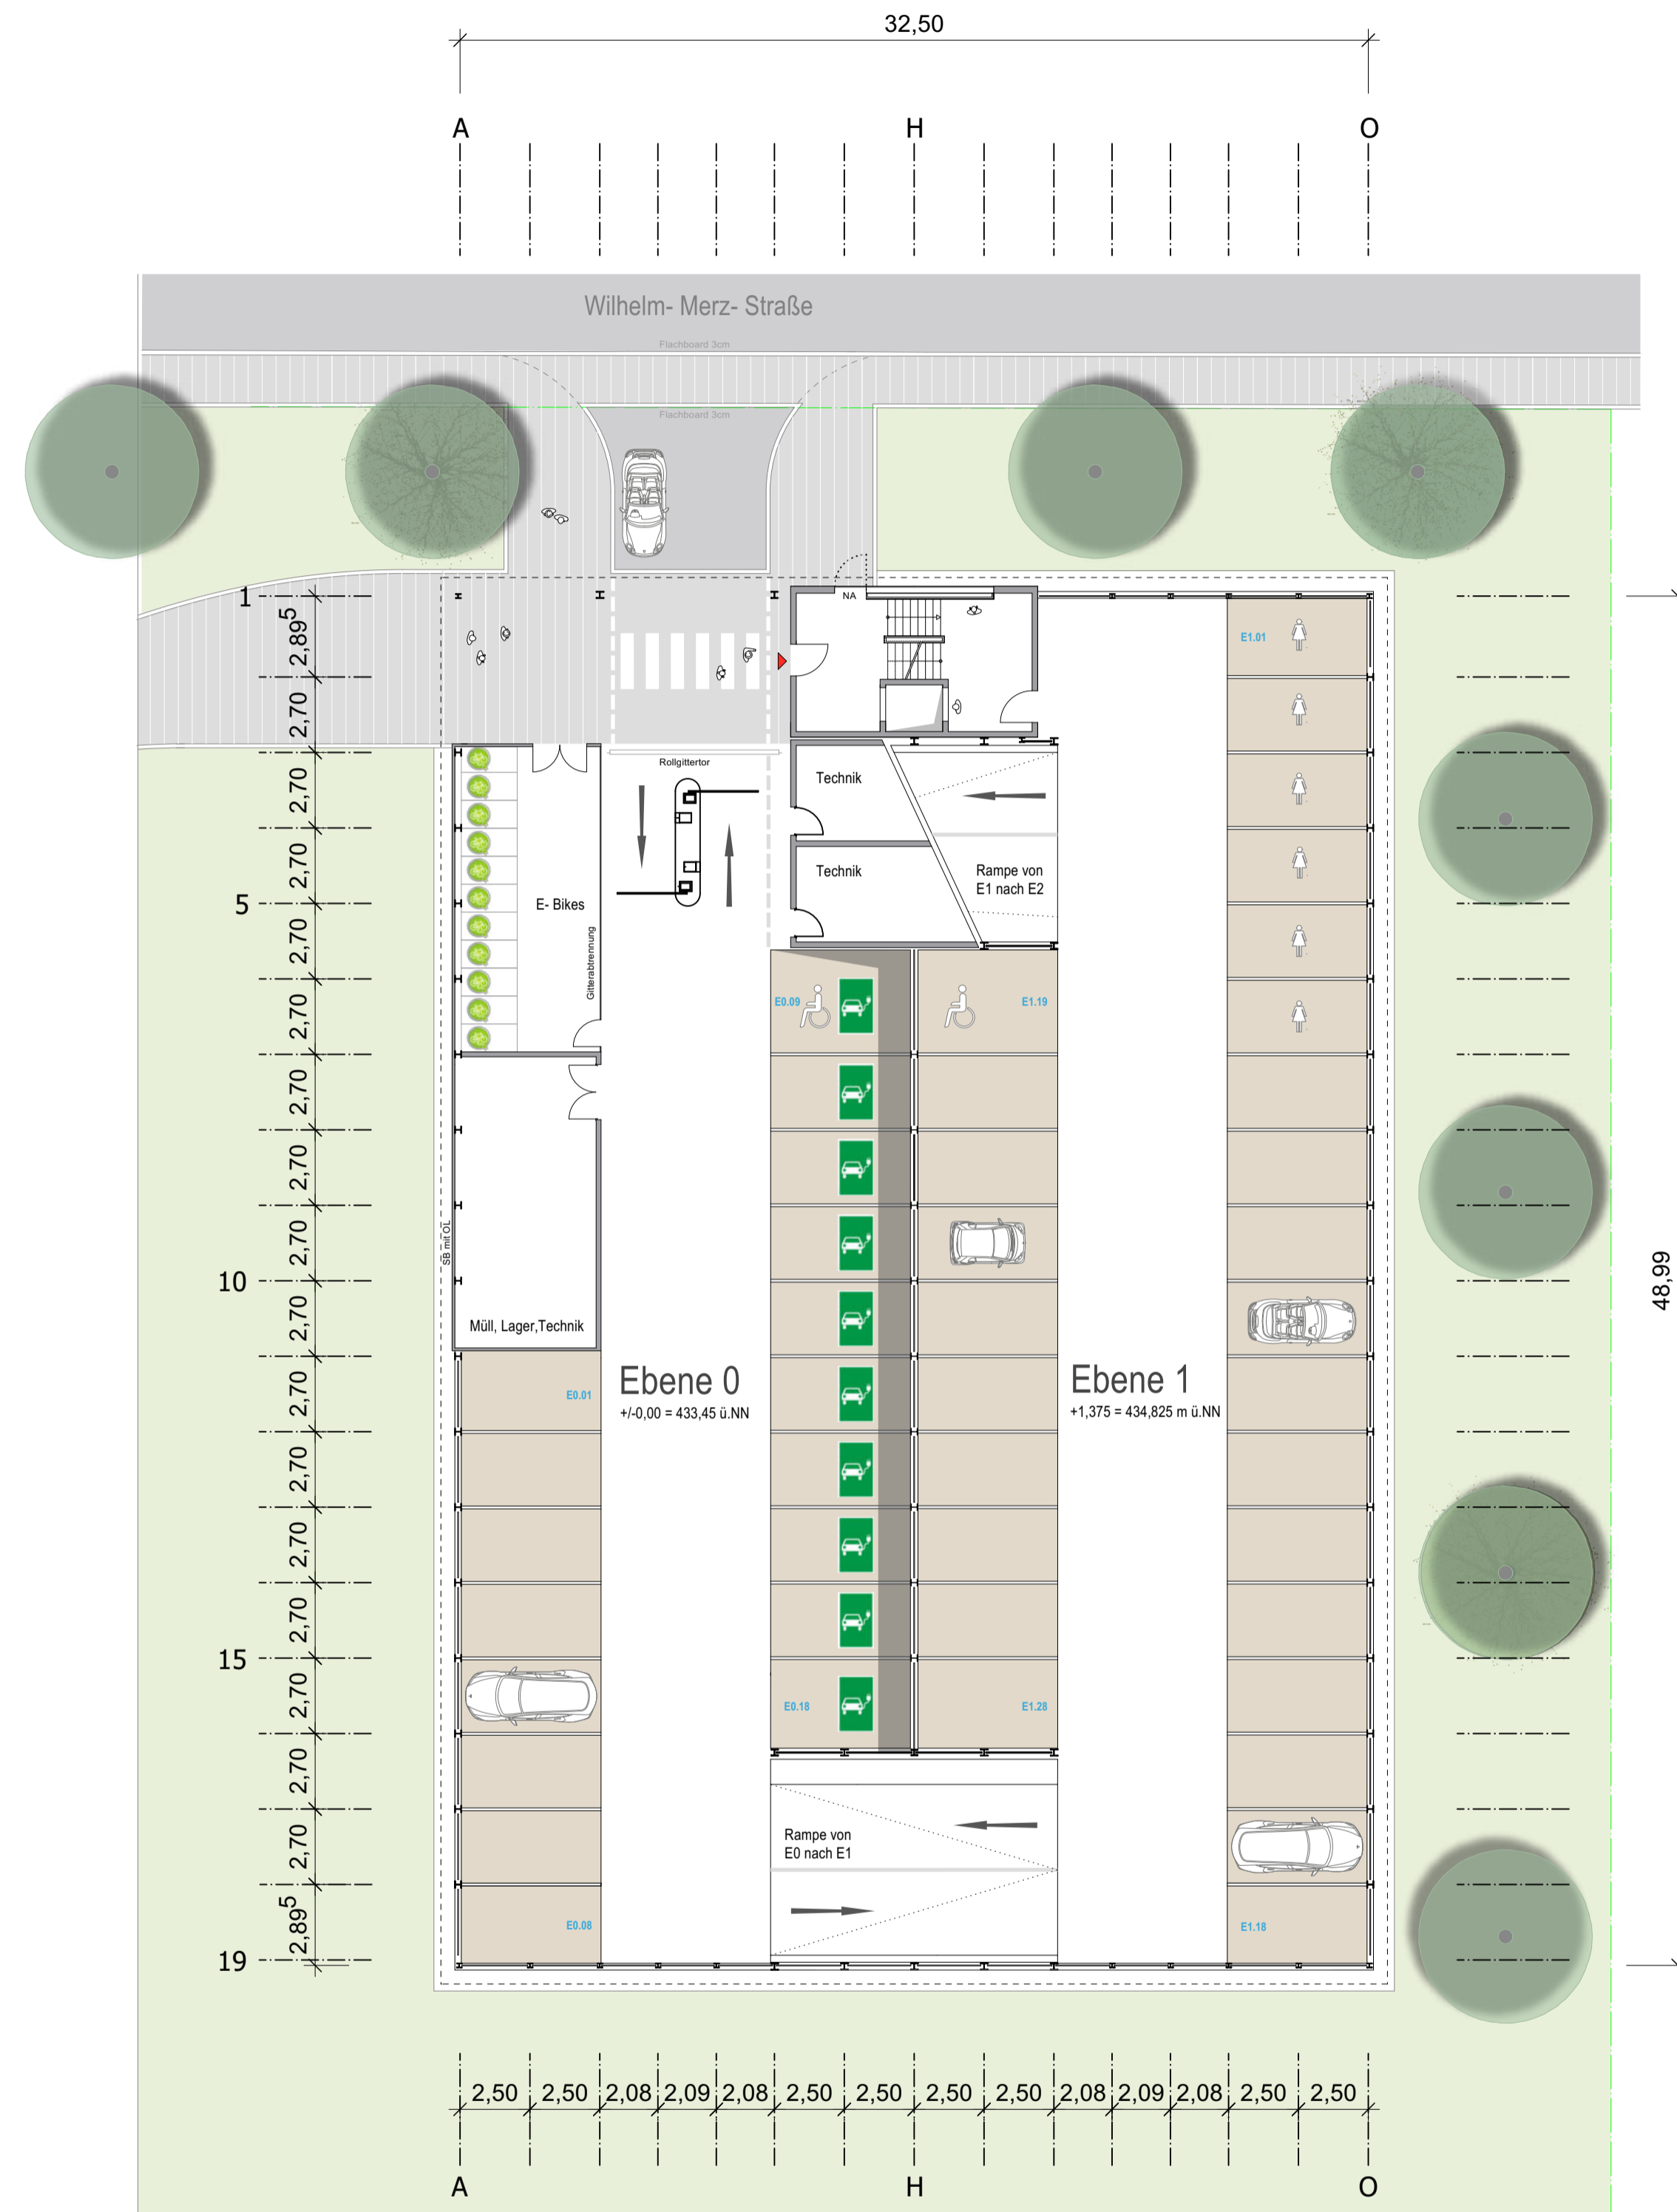 32,50
A
H
O
Wilhelm- Merz- Straße
Flachboard 3cm
Flachboard 3cm
1
NA
E1.01
2,89⁵
2,70
Rollgittertor
2,70
Technik
2,70
Technik
Rampe von
E1 nach E2
5
E- Bikes
2,70
Gitterabtrennung
E0.09
E1.19
2,70
2,70
2,70
SB mit OL
10
48,99
Müll, Lager,Technik
2,70
Ebene 0
+/-0,00 = 433,45 ü.NN
Ebene 1
+1,375 = 434,825 m ü.NN
E0.01
2,70
2,70
2,70
2,70
15
2,70
E0.18
E1.28
2,70
Rampe von
E0 nach E1
2,70
2,89⁵
E0.08
E1.18
19
2,50 2,50 2,08 2,09 2,08 2,50 2,50 2,50 2,50 2,08 2,09 2,08 2,50 2,50
A
H
O